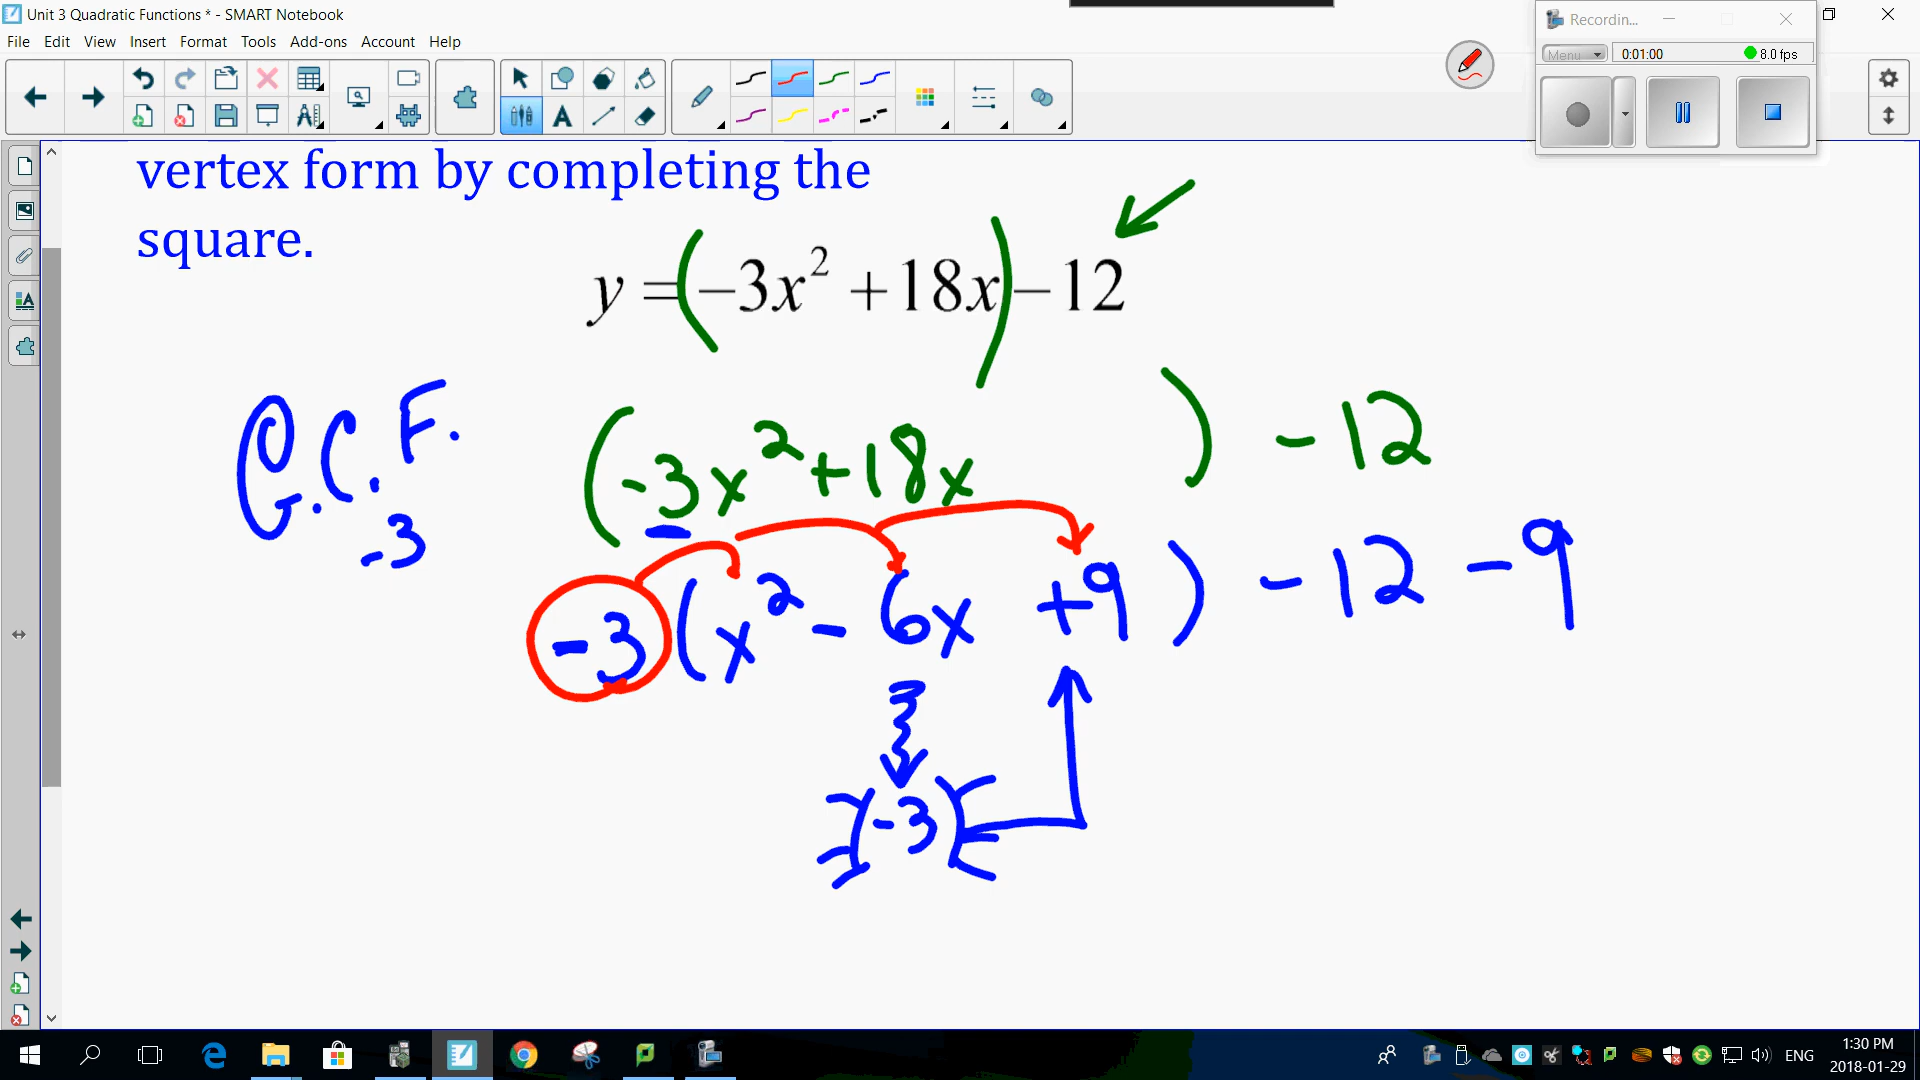 Unit 3 Quadratic Functions * - SMART Notebook
File Edit View Insert Format Tools Add-ons Account Help
Recordin...
Menu 0:01:00 8.0 fps
vertex form by completing the
square.
y = (-3x² + 18x) - 12
G.C.F.
-3
(-3x² + 18x ) - 12
-3(x² - 6x + 9) - 12 - 9
(-3)
ENG
1:30 PM
2018-01-29